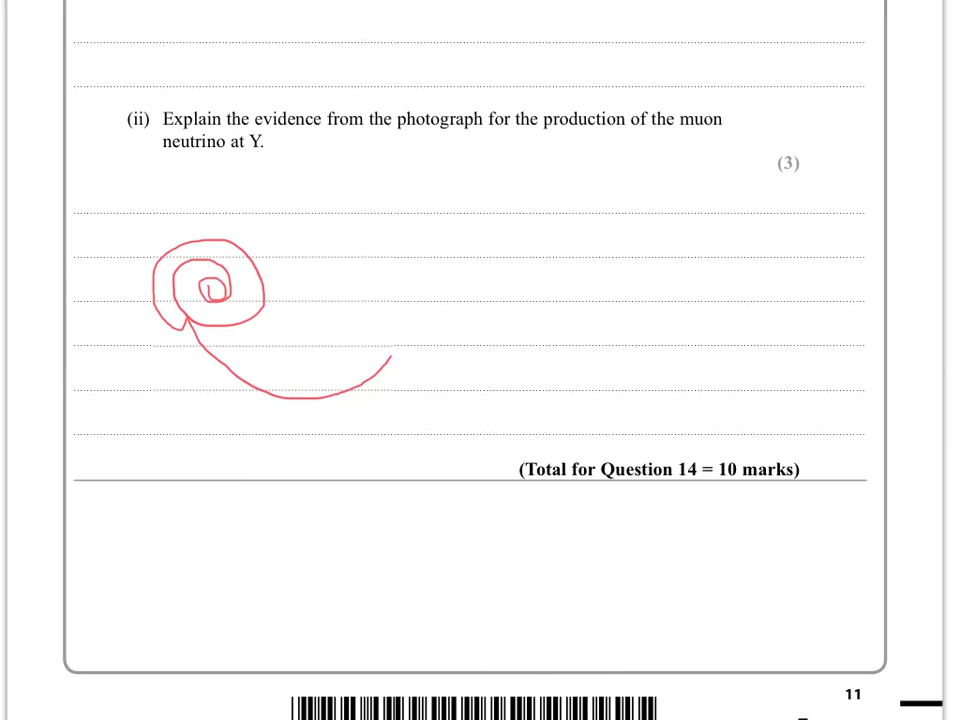 (ii) Explain the evidence from the photograph for the production of the muon
neutrino at Y.
(3)
(Total for Question 14 = 10 marks)
11